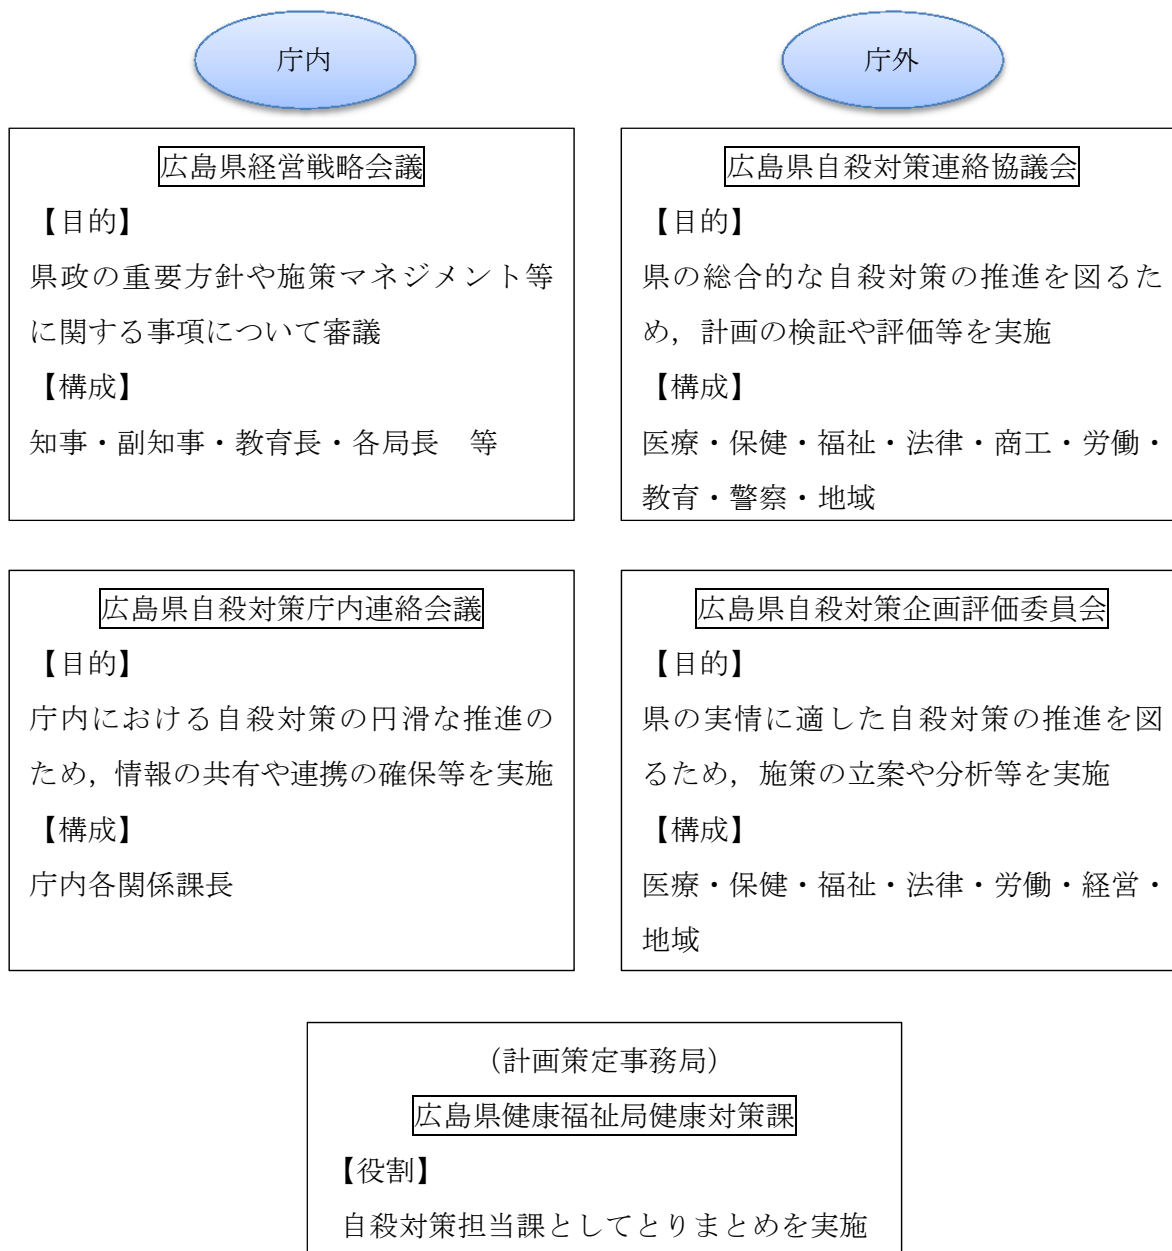 庁内
庁外
広島県経営戦略会議
【目的】
県政の重要方針や施策マネジメント等
に関する事項について審議
【構成】
知事・副知事・教育長・各局長　等
広島県自殺対策連絡協議会
【目的】
県の総合的な自殺対策の推進を図るた
め，計画の検証や評価等を実施
【構成】
医療・保健・福祉・法律・商工・労働・
教育・警察・地域
広島県自殺対策庁内連絡会議
【目的】
庁内における自殺対策の円滑な推進の
ため，情報の共有や連携の確保等を実施
【構成】
庁内各関係課長
広島県自殺対策企画評価委員会
【目的】
県の実情に適した自殺対策の推進を図
るため，施策の立案や分析等を実施
【構成】
医療・保健・福祉・法律・労働・経営・
地域
（計画策定事務局）
広島県健康福祉局健康対策課
【役割】
自殺対策担当課としてとりまとめを実施